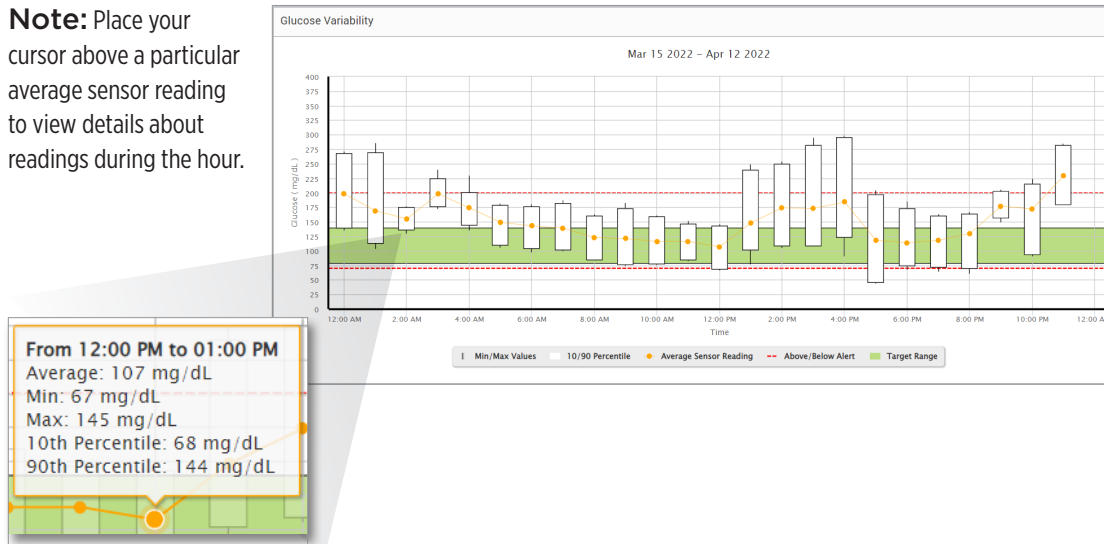 Note: Place your
cursor above a particular
average sensor reading
to view details about
readings during the hour.
Glucose Variability
Mar 15 2022 – Apr 12 2022
400
375
350
325
300
275
250
225
200
175
150
125
100
75
50
25
0
Glucose ( mg/dL )
12:00 AM 2:00 AM 4:00 AM 6:00 AM 8:00 AM 10:00 AM 12:00 PM 2:00 PM 4:00 PM 6:00 PM 8:00 PM 10:00 PM 12:00 A
Time
Min/Max Values 10/90 Percentile Average Sensor Reading Above/Below Alert Target Range
From 12:00 PM to 01:00 PM
Average: 107 mg/dL
Min: 67 mg/dL
Max: 145 mg/dL
10th Percentile: 68 mg/dL
90th Percentile: 144 mg/dL